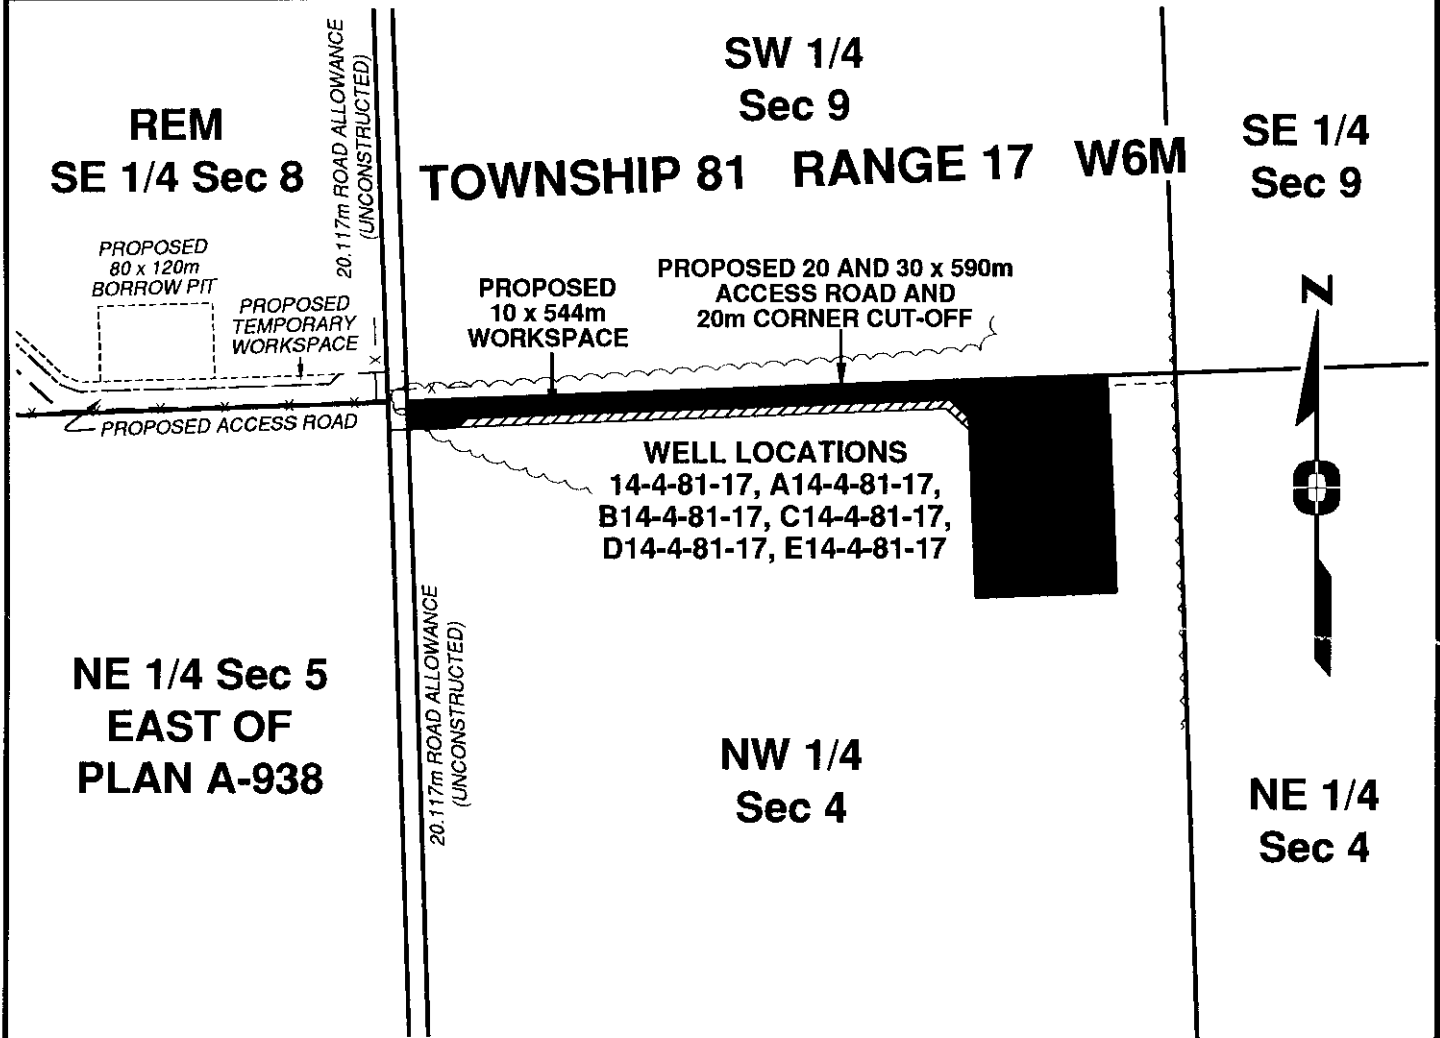 REM
SE 1/4 Sec 8
20.117m ROAD ALLOWANCE
(UNCONSTRUCTED)
SW 1/4
Sec 9
SE 1/4
Sec 9
TOWNSHIP 81 RANGE 17 W6M
PROPOSED
80 x 120m
BORROW PIT
PROPOSED
TEMPORARY
WORKSPACE
PROPOSED
10 x 544m
WORKSPACE
PROPOSED 20 AND 30 x 590m
ACCESS ROAD AND
20m CORNER CUT-OFF
N
PROPOSED ACCESS ROAD
WELL LOCATIONS
14-4-81-17, A14-4-81-17,
B14-4-81-17, C14-4-81-17,
D14-4-81-17, E14-4-81-17
20.117m ROAD ALLOWANCE
(UNCONSTRUCTED)
NE 1/4 Sec 5
EAST OF
PLAN A-938
NW 1/4
Sec 4
NE 1/4
Sec 4